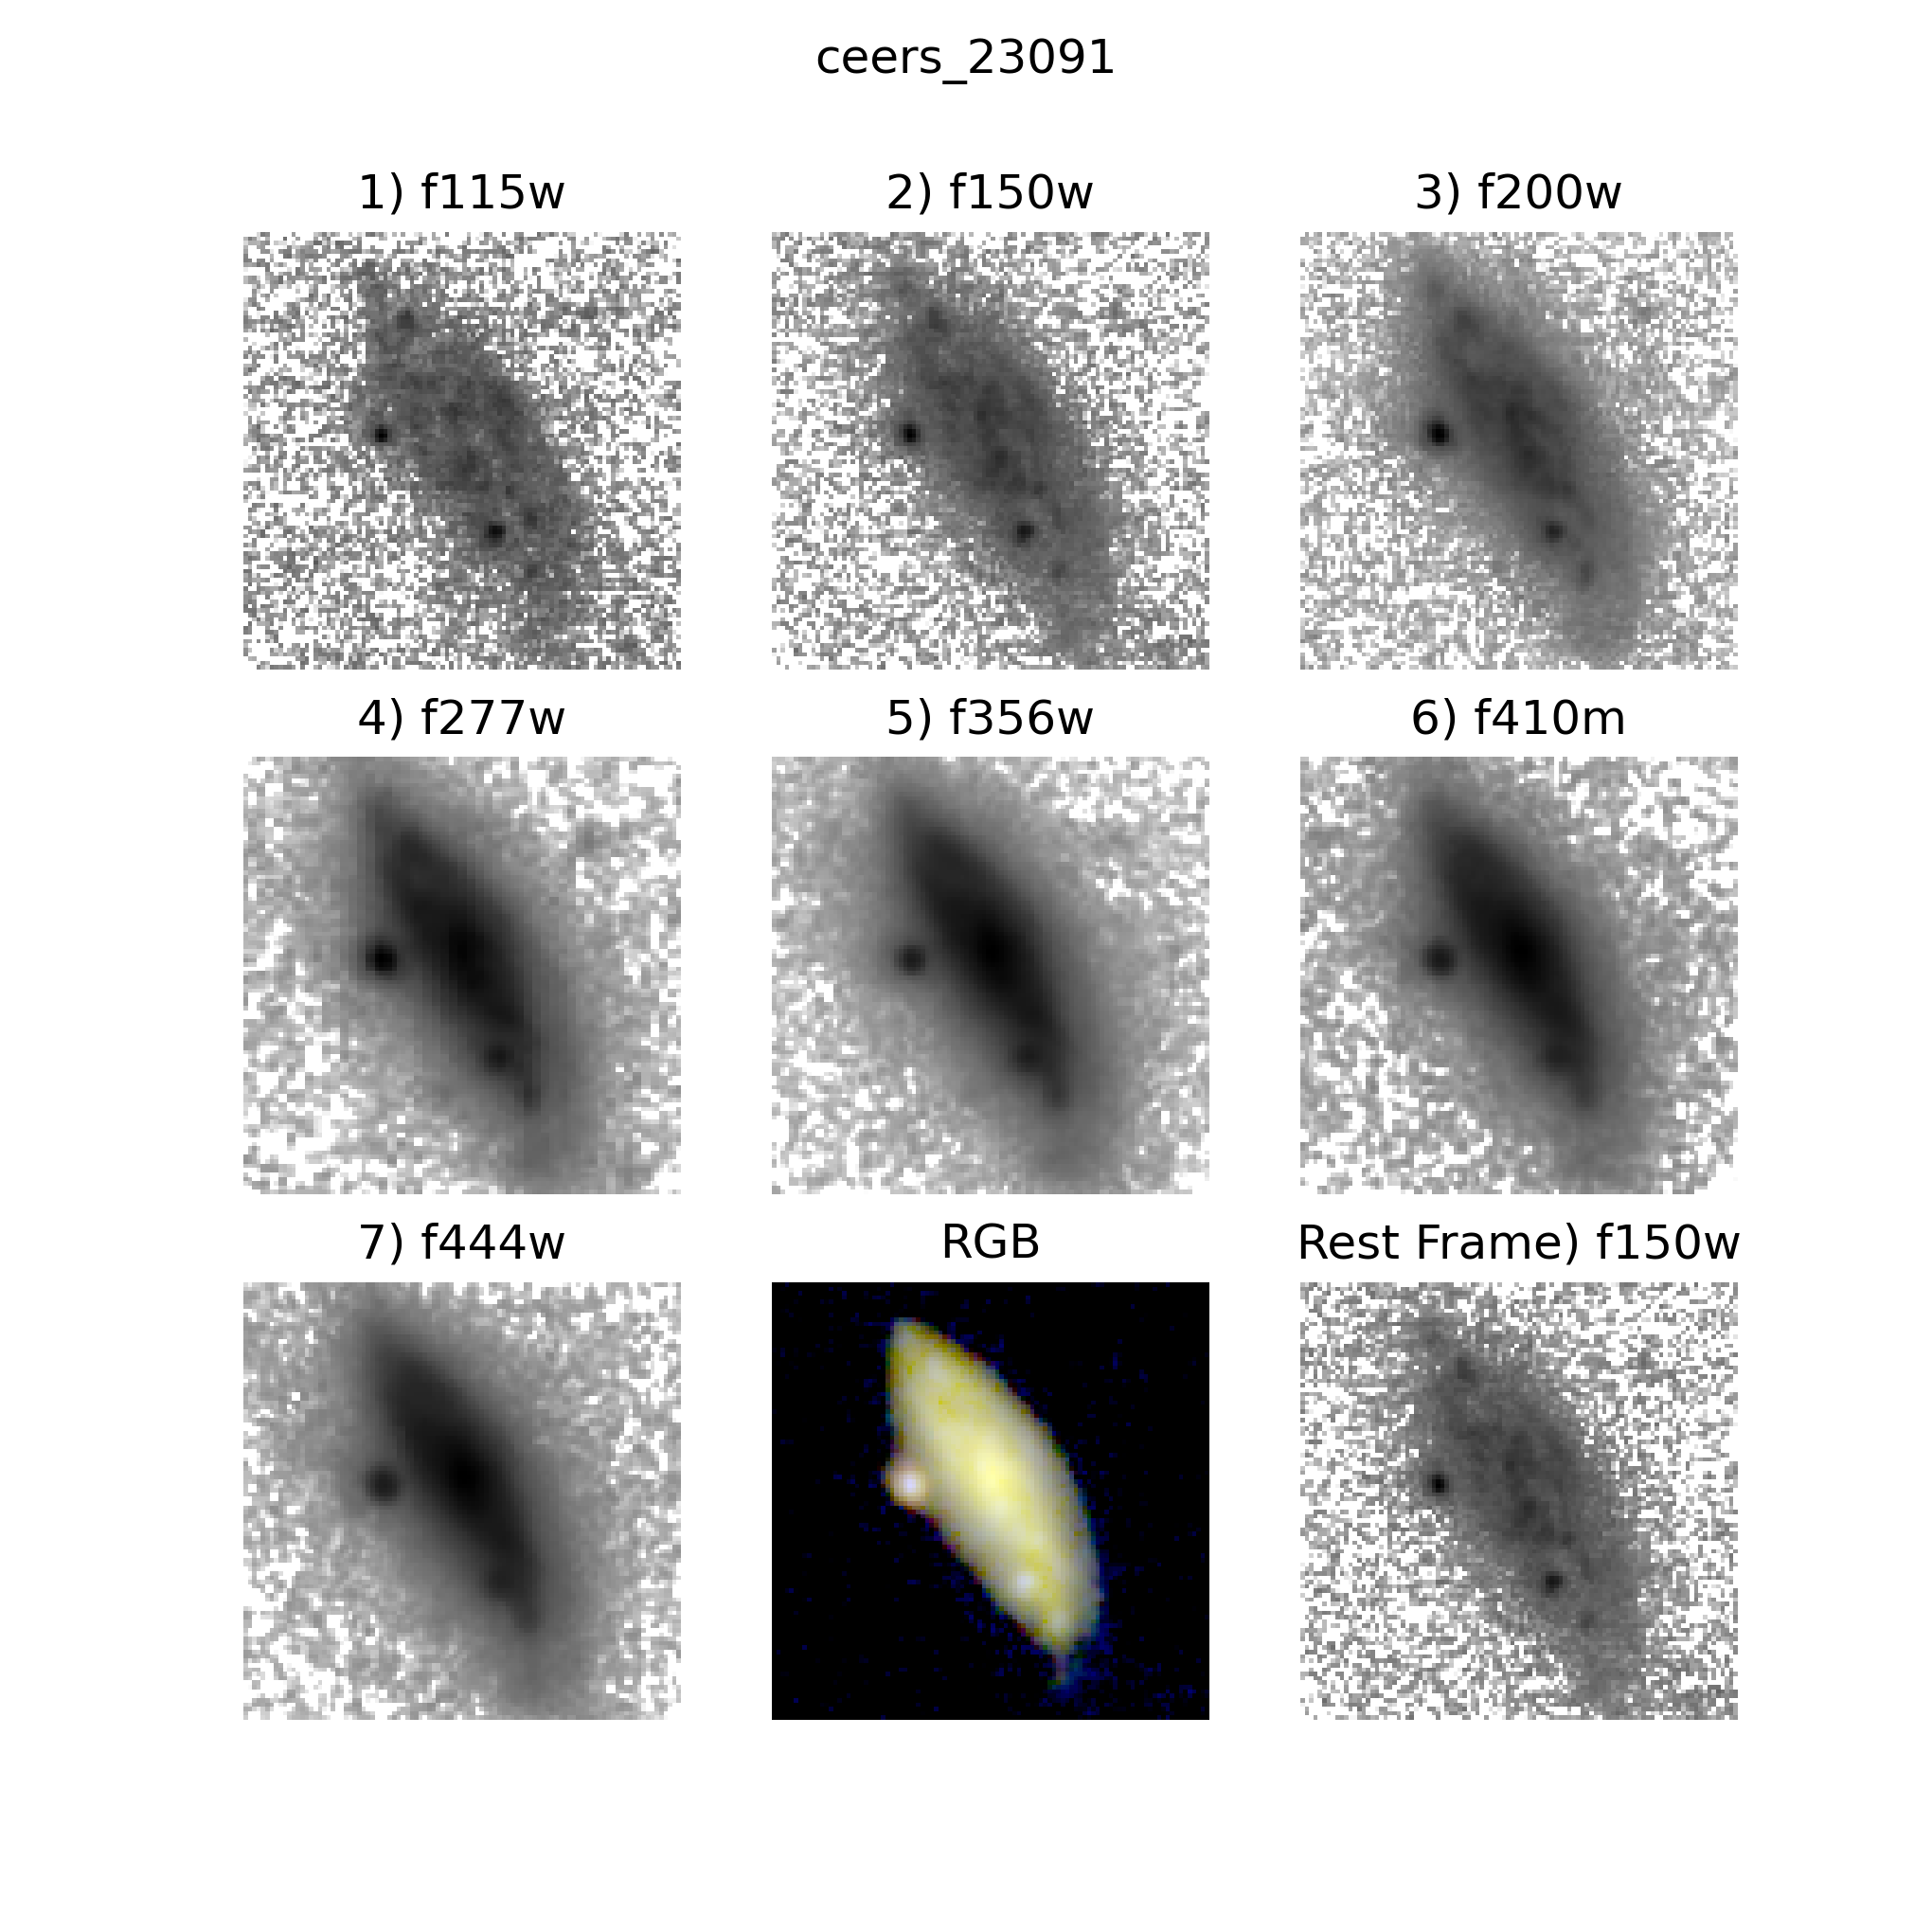 ceers_23091
1) f115w
2) f150w
3) f200w
4) f277w
5) f356w
6) f410m
7) f444w
RGB
Rest Frame) f150w